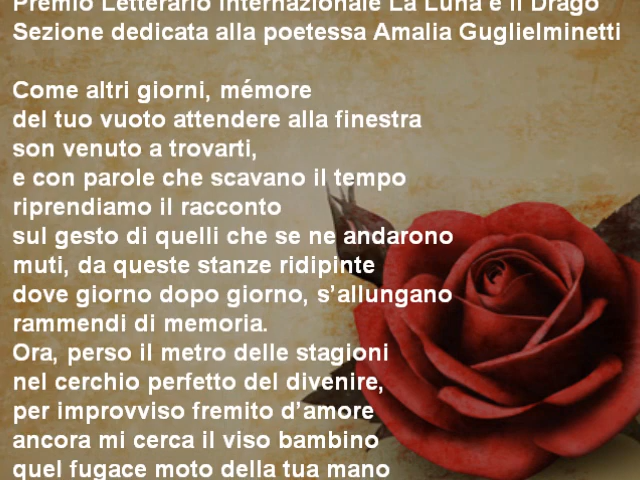 Premio Letterario Internazionale La Luna e il Drago
Sezione dedicata alla poetessa Amalia Guglielminetti
Come altri giorni, mémore
del tuo vuoto attendere alla finestra
son venuto a trovarti,
e con parole che scavano il tempo
riprendiamo il racconto
sul gesto di quelli che se ne andarono
muti, da queste stanze ridipinte
dove giorno dopo giorno, s’allungano
rammendi di memoria.
Ora, perso il metro delle stagioni
nel cerchio perfetto del divenire,
per improvviso fremito d’amore
ancora mi cerca il viso bambino
quel fugace moto della tua mano